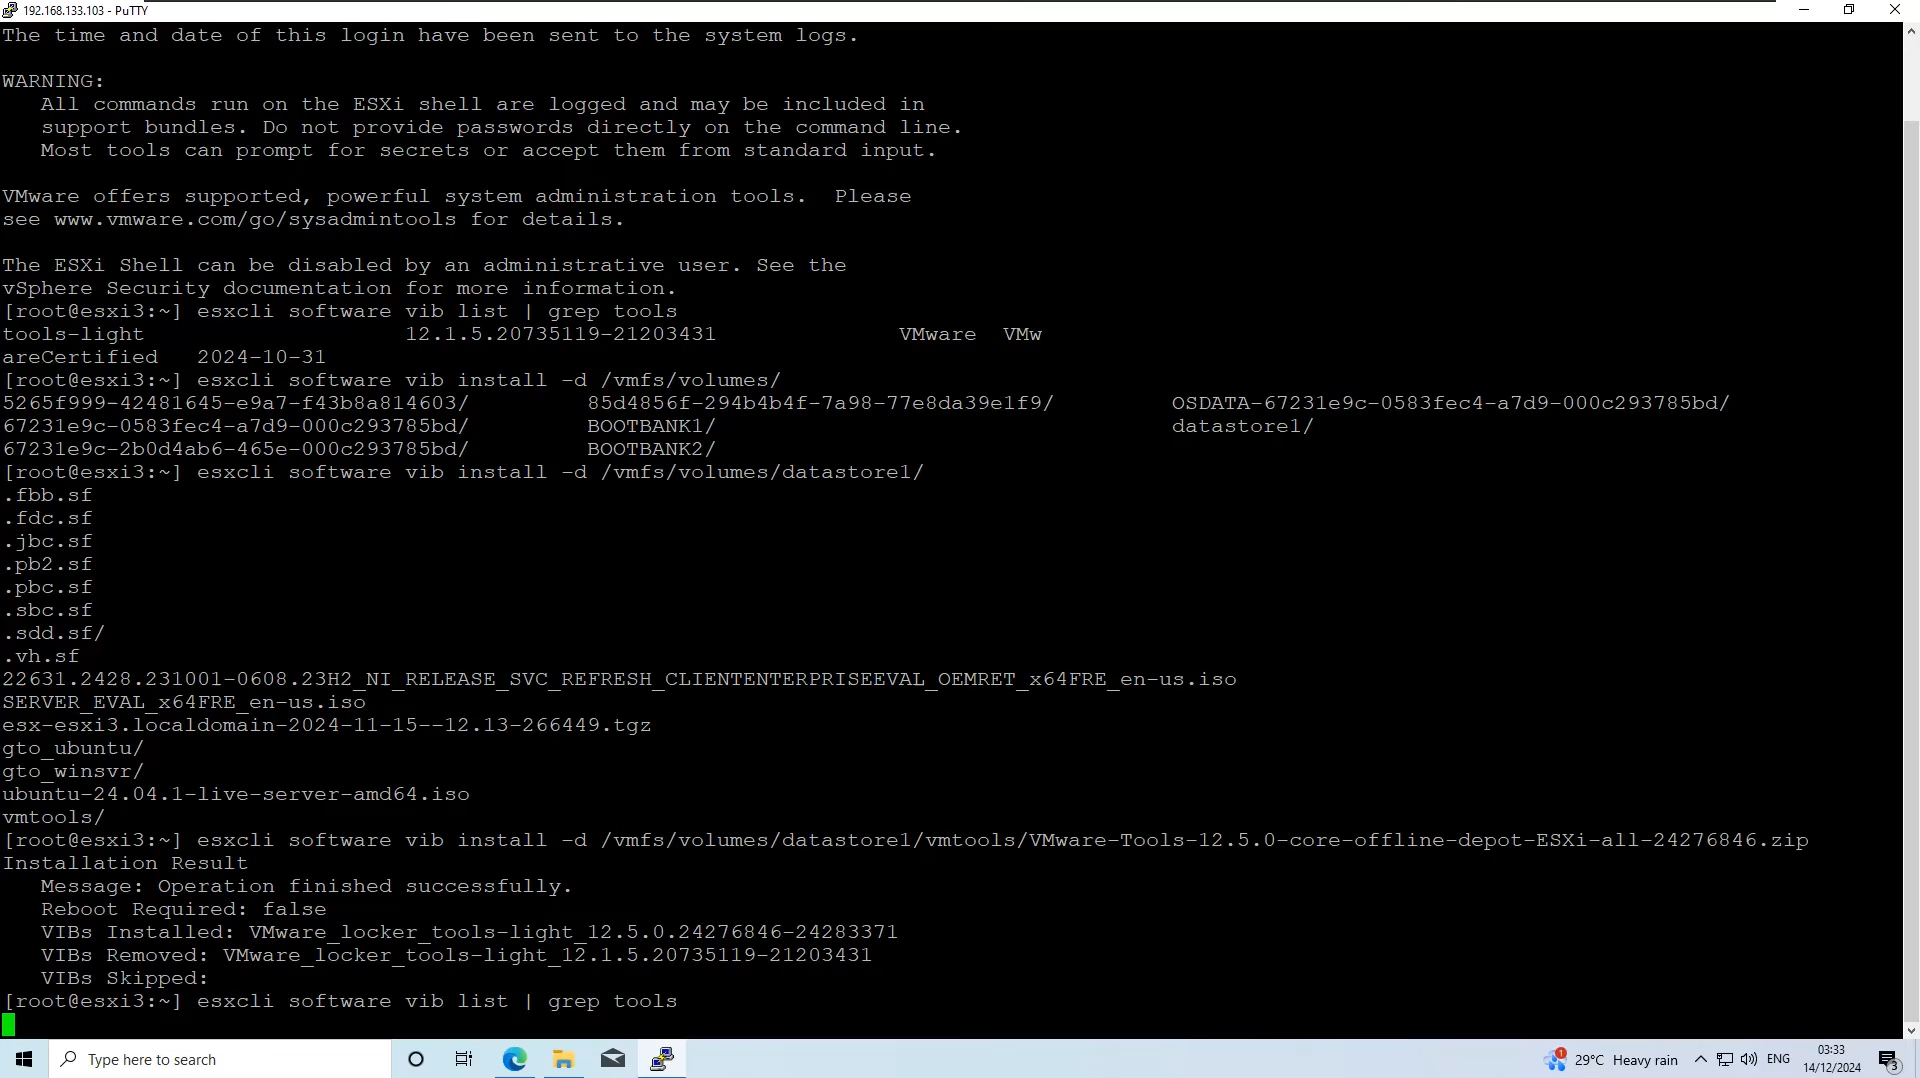 192.168.133.103 - PuTTY
The time and date of this login have been sent to the system logs.
WARNING:
All commands run on the ESXi shell are logged and may be included in
support bundles. Do not provide passwords directly on the command line.
Most tools can prompt for secrets or accept them from standard input.
VMware offers supported, powerful system administration tools.  Please
see www.vmware.com/go/sysadmintools for details.
The ESXi Shell can be disabled by an administrative user. See the
vSphere Security documentation for more information.
[root@esxi3:~] esxcli software vib list | grep tools
tools-light                    12.1.5.20735119-21203431              VMware  VMw
areCertified   2024-10-31
[root@esxi3:~] esxcli software vib install -d /vmfs/volumes/
5265f999-42481645-e9a7-f43b8a814603/         85d4856f-294b4b4f-7a98-77e8da39e1f9/         OSDATA-67231e9c-0583fec4-a7d9-000c293785bd/
67231e9c-0583fec4-a7d9-000c293785bd/         BOOTBANK1/                                   datastore1/
67231e9c-2b0d4ab6-465e-000c293785bd/         BOOTBANK2/
[root@esxi3:~] esxcli software vib install -d /vmfs/volumes/datastore1/
.fbb.sf
.fdc.sf
.jbc.sf
.pb2.sf
.pbc.sf
.sbc.sf
.sdd.sf/
.vh.sf
22631.2428.231001-0608.23H2_NI_RELEASE_SVC_REFRESH_CLIENTENTERPRISEEVAL_OEMRET_x64FRE_en-us.iso
SERVER_EVAL_x64FRE_en-us.iso
esx-esxi3.localdomain-2024-11-15--12.13-266449.tgz
gto_ubuntu/
gto_winsvr/
ubuntu-24.04.1-live-server-amd64.iso
vmtools/
[root@esxi3:~] esxcli software vib install -d /vmfs/volumes/datastore1/vmtools/VMware-Tools-12.5.0-core-offline-depot-ESXi-all-24276846.zip
Installation Result
Message: Operation finished successfully.
Reboot Required: false
VIBs Installed: VMware_locker_tools-light_12.5.0.24276846-24283371
VIBs Removed: VMware_locker_tools-light_12.1.5.20735119-21203431
VIBs Skipped:
[root@esxi3:~] esxcli software vib list | grep tools
Type here to search
1
29°C Heavy rain
ENG
03:33
14/12/2024
3